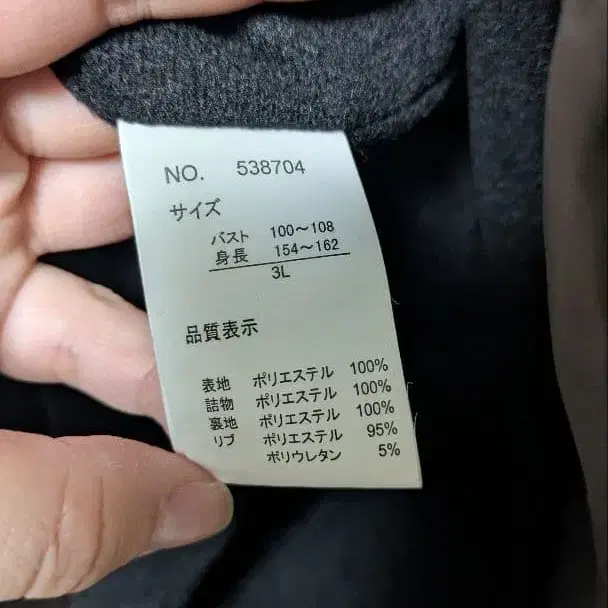 NO. 538704
サイズ
バスト 100～108
身長 154～162
3L
品質表示
表地 ポリエステル 100%
詰物 ポリエステル 100%
裏地 ポリエステル 100%
リブ ポリエステル 95%
ポリウレタン 5%